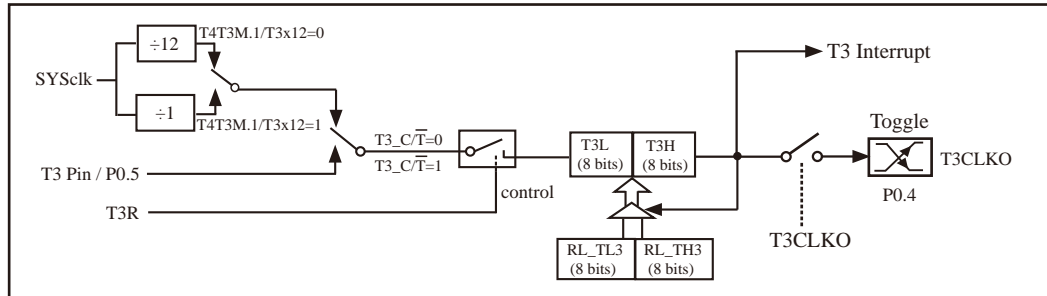 T4T3M.1/T3x12=0
÷12
SYSclk
÷1
T4T3M.1/T3x12=1
T3 Interrupt
T3_C/T̅=0
T3_C/T̅=1
T3L
(8 bits)
T3H
(8 bits)
Toggle
T3CLKO
P0.4
T3 Pin / P0.5
control
T3R
T3CLKO
RL_TL3
(8 bits)
RL_TH3
(8 bits)